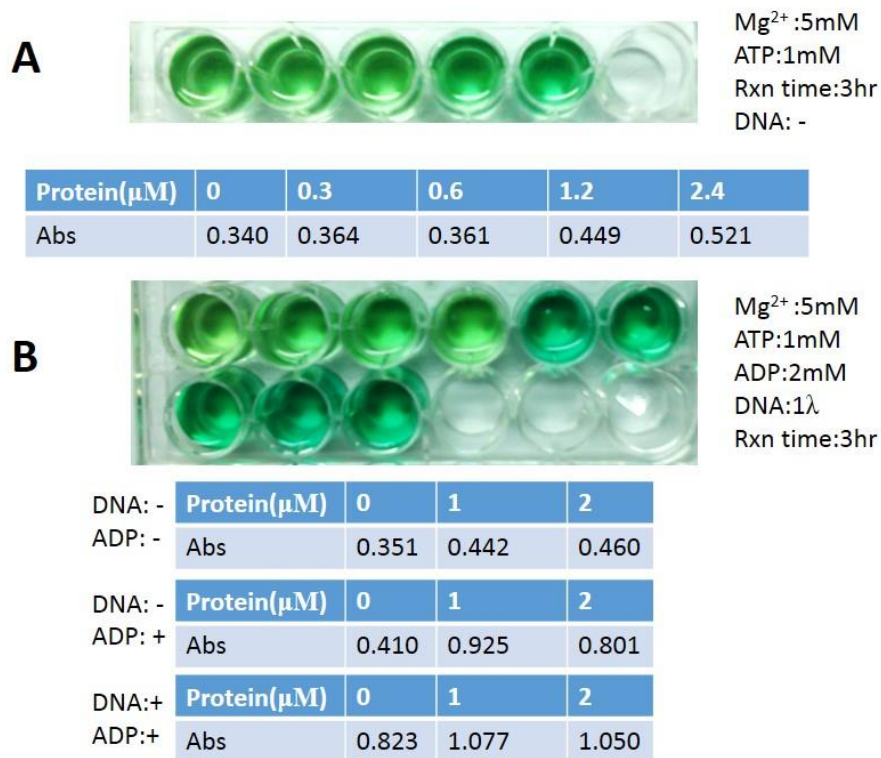 A
Mg²⁺ :5mM
ATP:1mM
Rxn time:3hr
DNA: -
Protein(μM) 0 0.3 0.6 1.2 2.4
Abs 0.340 0.364 0.361 0.449 0.521
B
Mg²⁺ :5mM
ATP:1mM
ADP:2mM
DNA:1λ
Rxn time:3hr
DNA: -
ADP: -
Protein(μM) 0 1 2
Abs 0.351 0.442 0.460
DNA: -
ADP: +
Protein(μM) 0 1 2
Abs 0.410 0.925 0.801
DNA:+
ADP:+
Protein(μM) 0 1 2
Abs 0.823 1.077 1.050